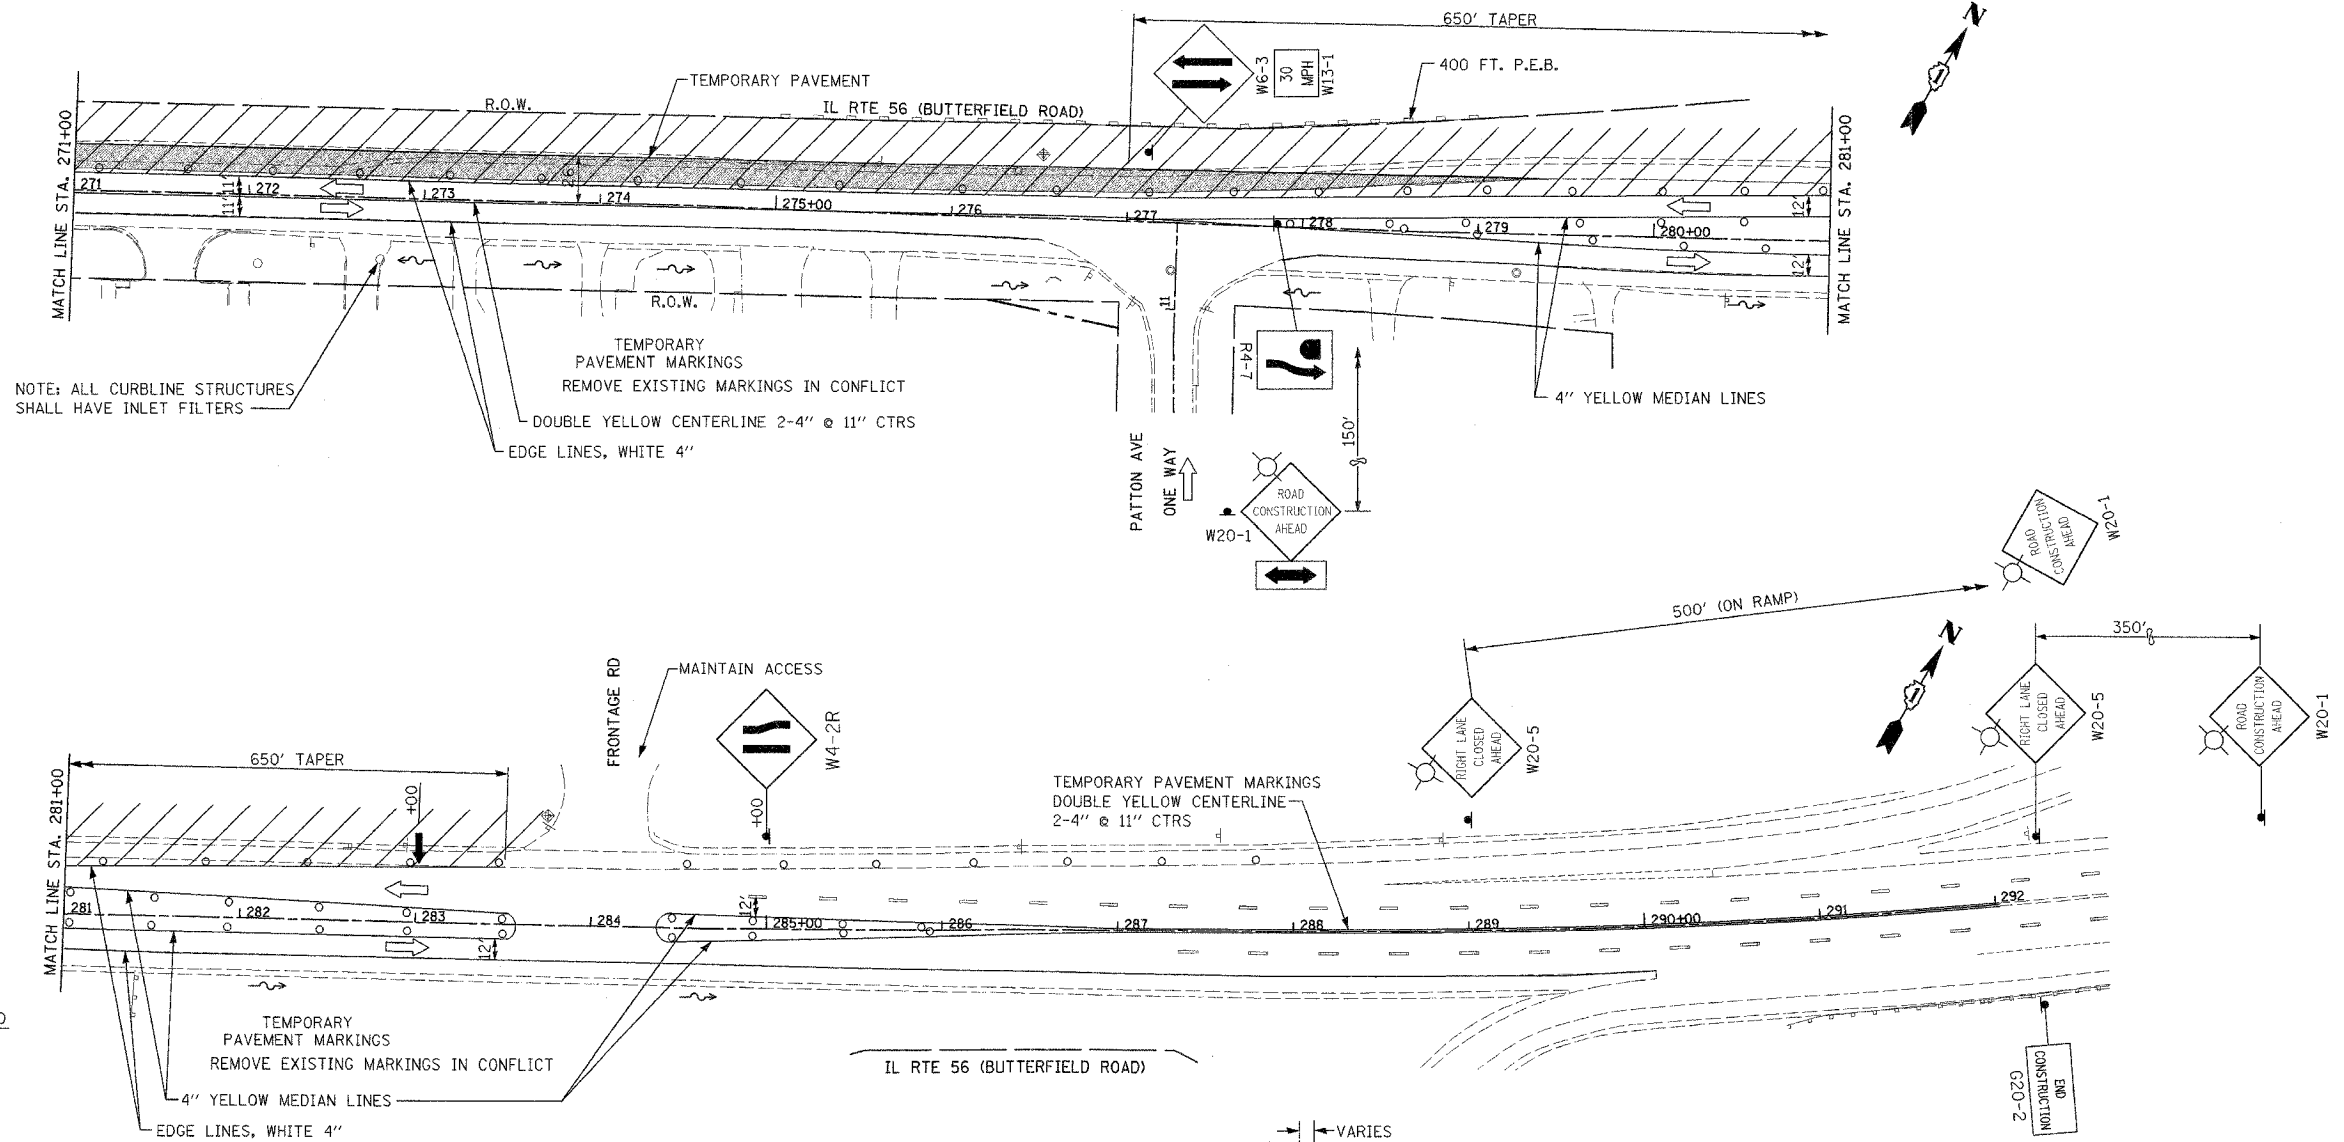 650' TAPER
N
1
W6-3
30
MPH
W13-1
400 FT. P.E.B.
TEMPORARY PAVEMENT
R.O.W.
IL RTE 56 (BUTTERFIELD ROAD)
MATCH LINE STA. 271+00
MATCH LINE STA. 281+00
271
11'
11'
272
273
26'
274
275+00
276
277
278
279
280+00
12'
12'
R.O.W.
11
TEMPORARY
PAVEMENT MARKINGS
REMOVE EXISTING MARKINGS IN CONFLICT
NOTE: ALL CURBLINE STRUCTURES
SHALL HAVE INLET FILTERS
DOUBLE YELLOW CENTERLINE 2-4" @ 11" CTRS
EDGE LINES, WHITE 4"
R4-7
4" YELLOW MEDIAN LINES
150'
PATTON AVE
ONE WAY
ROAD
CONSTRUCTION
AHEAD
W20-1
ROAD
CONSTRUCTION
AHEAD
W20-1
500' (ON RAMP)
N
1
350'
FRONTAGE RD
MAINTAIN ACCESS
W4-2R
RIGHT LANE
CLOSED
AHEAD
W20-5
RIGHT LANE
CLOSED
AHEAD
W20-5
ROAD
CONSTRUCTION
AHEAD
W20-1
650' TAPER
+00
+00
TEMPORARY PAVEMENT MARKINGS
DOUBLE YELLOW CENTERLINE
2-4" @ 11" CTRS
MATCH LINE STA. 281+00
281
282
283
284
12'
285+00
286
287
288
289
290+00
291
292
12'
TEMPORARY
PAVEMENT MARKINGS
REMOVE EXISTING MARKINGS IN CONFLICT
IL RTE 56 (BUTTERFIELD ROAD)
4" YELLOW MEDIAN LINES
EDGE LINES, WHITE 4"
END
CONSTRUCTION
G20-2
VARIES